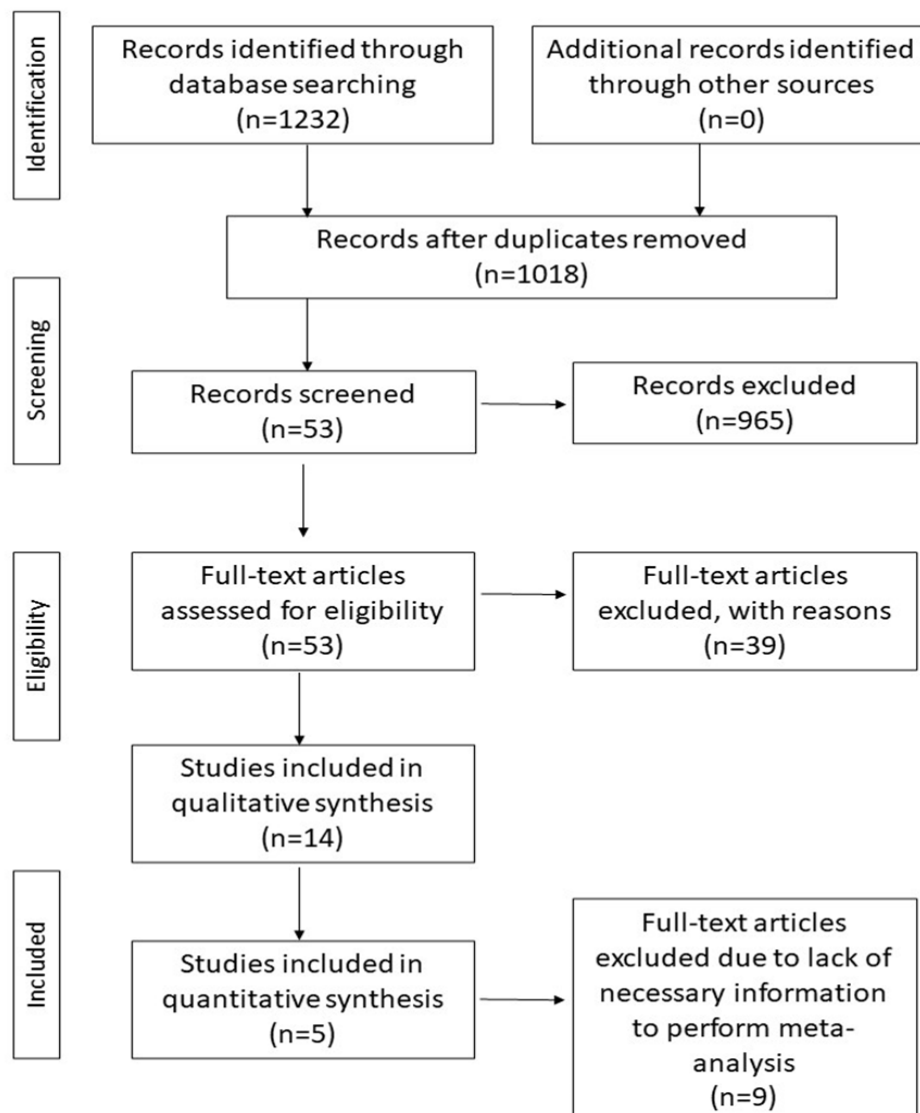 Identification
Records identified through
database searching
(n=1232)
Additional records identified
through other sources
(n=0)
Records after duplicates removed
(n=1018)
Screening
Records screened
(n=53)
Records excluded
(n=965)
Eligibility
Full-text articles
assessed for eligibility
(n=53)
Full-text articles
excluded, with reasons
(n=39)
Studies included in
qualitative synthesis
(n=14)
Included
Studies included in
quantitative synthesis
(n=5)
Full-text articles
excluded due to lack of
necessary information
to perform meta-
analysis
(n=9)